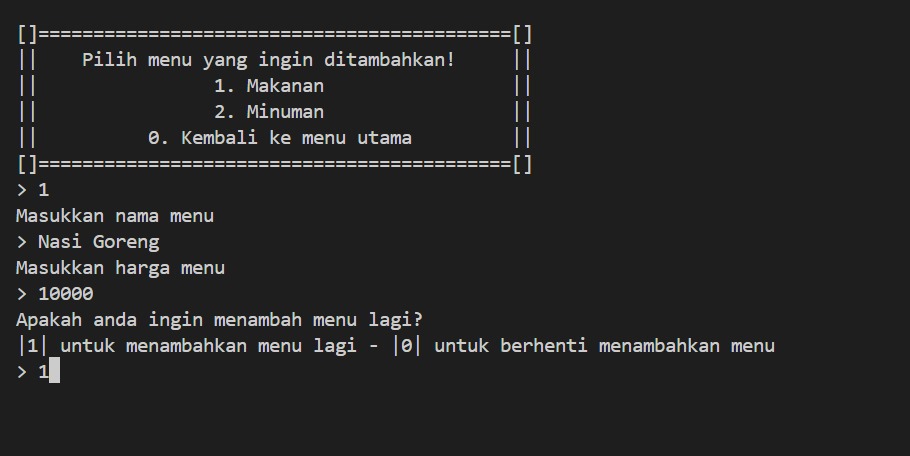 []===========================================[]
||    Pilih menu yang ingin ditambahkan!     ||
||                1. Makanan                 ||
||                2. Minuman                 ||
||          0. Kembali ke menu utama         ||
[]===========================================[]
> 1
Masukkan nama menu
> Nasi Goreng
Masukkan harga menu
> 10000
Apakah anda ingin menambah menu lagi?
|1| untuk menambahkan menu lagi - |0| untuk berhenti menambahkan menu
> 1